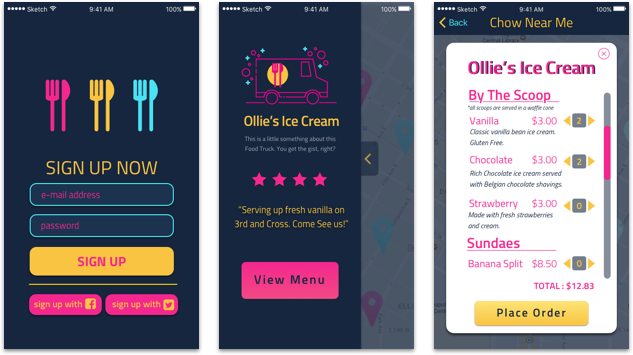 Sketch 9:41 AM 100%
SIGN UP NOW
e-mail address
password
SIGN UP
sign up with
sign up with
Sketch 9:41 AM 100%
Ollie's Ice Cream
This is a little something about this
Food Truck. You get the gist, right?
"Serving up fresh vanilla on
3rd and Cross. Come See us!"
View Menu
Sketch 9:41 AM 100%
Back Chow Near Me
Ollie's Ice Cream
By The Scoop
*all scoops are served in a waffle cone
Vanilla $3.00 2
Classic vanilla bean ice cream.
Gluten Free.
Chocolate $3.00 2
Rich Chocolate ice cream served
with Belgian chocolate shavings.
Strawberry $3.00 0
Made with fresh strawberries
and cream.
Sundaes
Banana Split $8.50 0
TOTAL : $12.83
Place Order